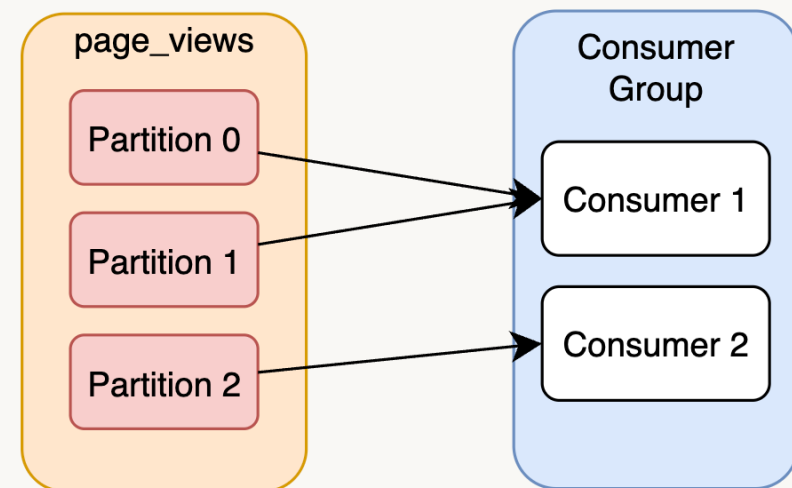 page_views
Partition 0
Partition 1
Partition 2
Consumer
Group
Consumer 1
Consumer 2